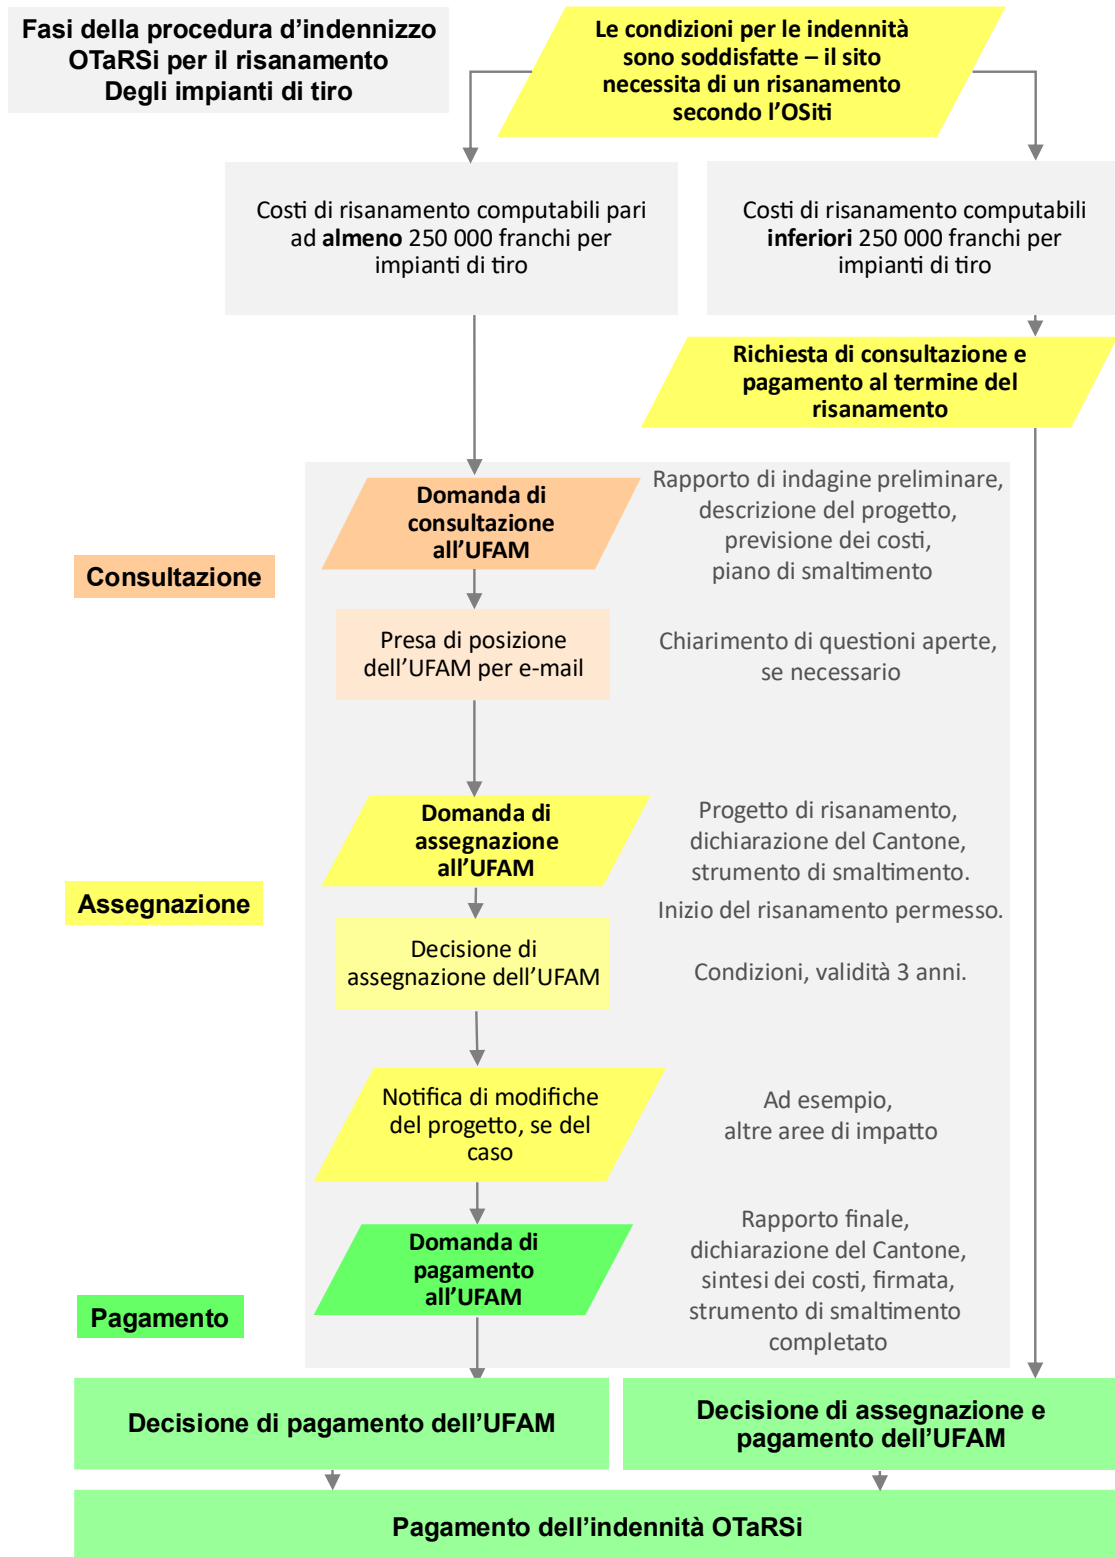 Fasi della procedura d’indennizzo
OTaRSi per il risanamento
Degli impianti di tiro
Le condizioni per le indennità
sono soddisfatte – il sito
necessita di un risanamento
secondo l’OSiti
Costi di risanamento computabili pari
ad almeno 250 000 franchi per
impianti di tiro
Costi di risanamento computabili
inferiori 250 000 franchi per
impianti di tiro
Richiesta di consultazione e
pagamento al termine del
risanamento
Domanda di
consultazione
all’UFAM
Rapporto di indagine preliminare,
descrizione del progetto,
previsione dei costi,
piano di smaltimento
Consultazione
Presa di posizione
dell’UFAM per e-mail
Chiarimento di questioni aperte,
se necessario
Domanda di
assegnazione
all’UFAM
Progetto di risanamento,
dichiarazione del Cantone,
strumento di smaltimento.
Assegnazione
Inizio del risanamento permesso.
Decisione di
assegnazione dell’UFAM
Condizioni, validità 3 anni.
Notifica di modifiche
del progetto, se del
caso
Ad esempio,
altre aree di impatto
Domanda di
pagamento
all’UFAM
Rapporto finale,
dichiarazione del Cantone,
sintesi dei costi, firmata,
strumento di smaltimento
completato
Pagamento
Decisione di pagamento dell’UFAM
Decisione di assegnazione e
pagamento dell’UFAM
Pagamento dell’indennità OTaRSi